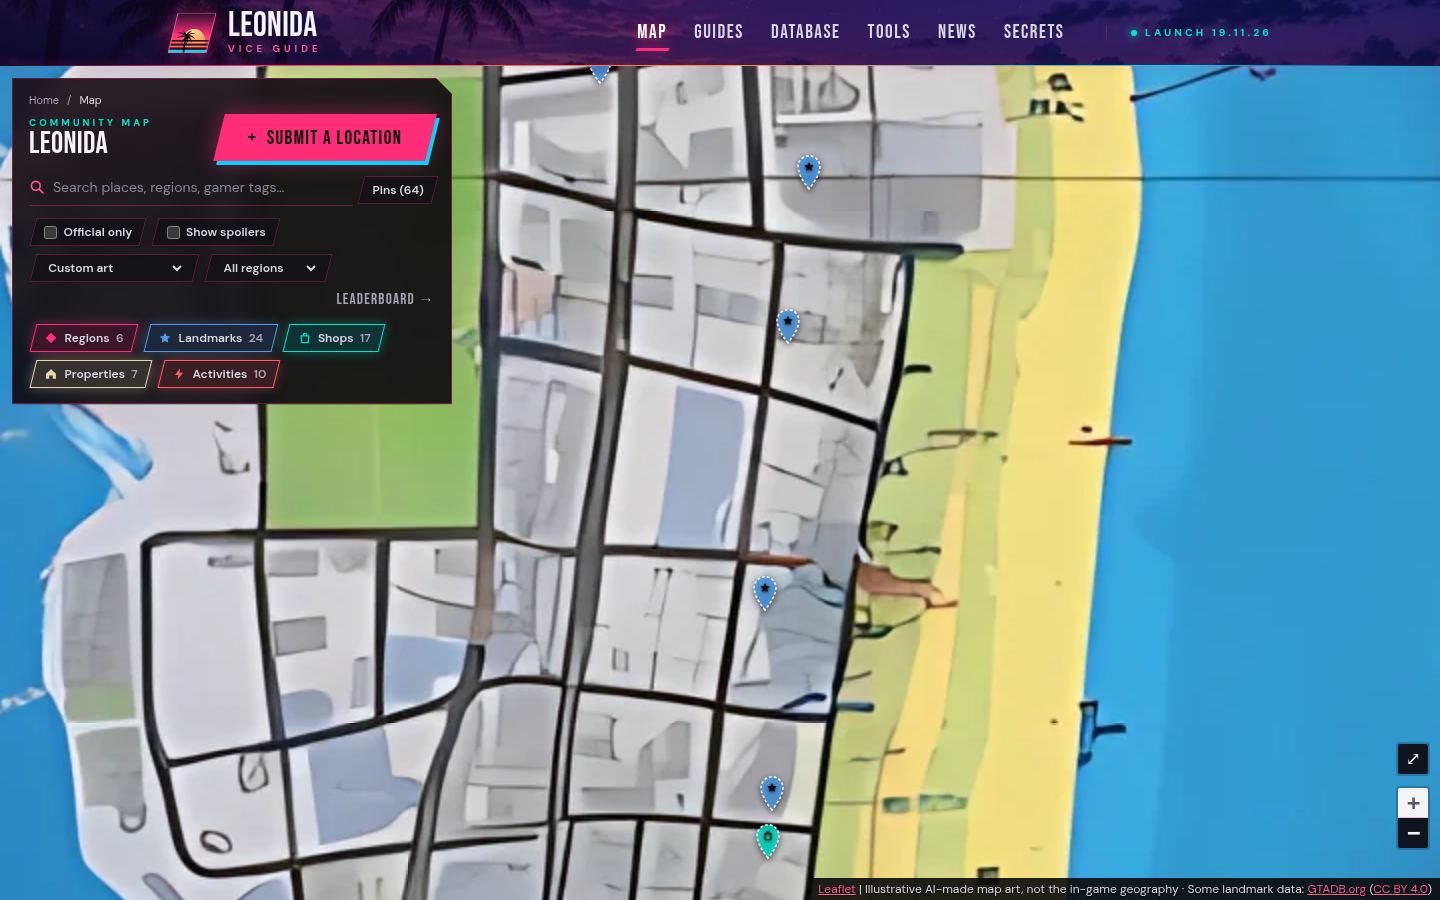 LEONIDA
VICE GUIDE
MAP GUIDES DATABASE TOOLS NEWS SECRETS
LAUNCH 19.11.26
Home / Map
COMMUNITY MAP
LEONIDA
+ SUBMIT A LOCATION
Search places, regions, gamer tags...
Pins (64)
Official only
Show spoilers
Custom art
All regions
LEADERBOARD →
Regions 6
Landmarks 24
Shops 17
Properties 7
Activities 10
+
−
Leaflet | Illustrative AI-made map art, not the in-game geography · Some landmark data: GTADB.org (CC BY 4.0)